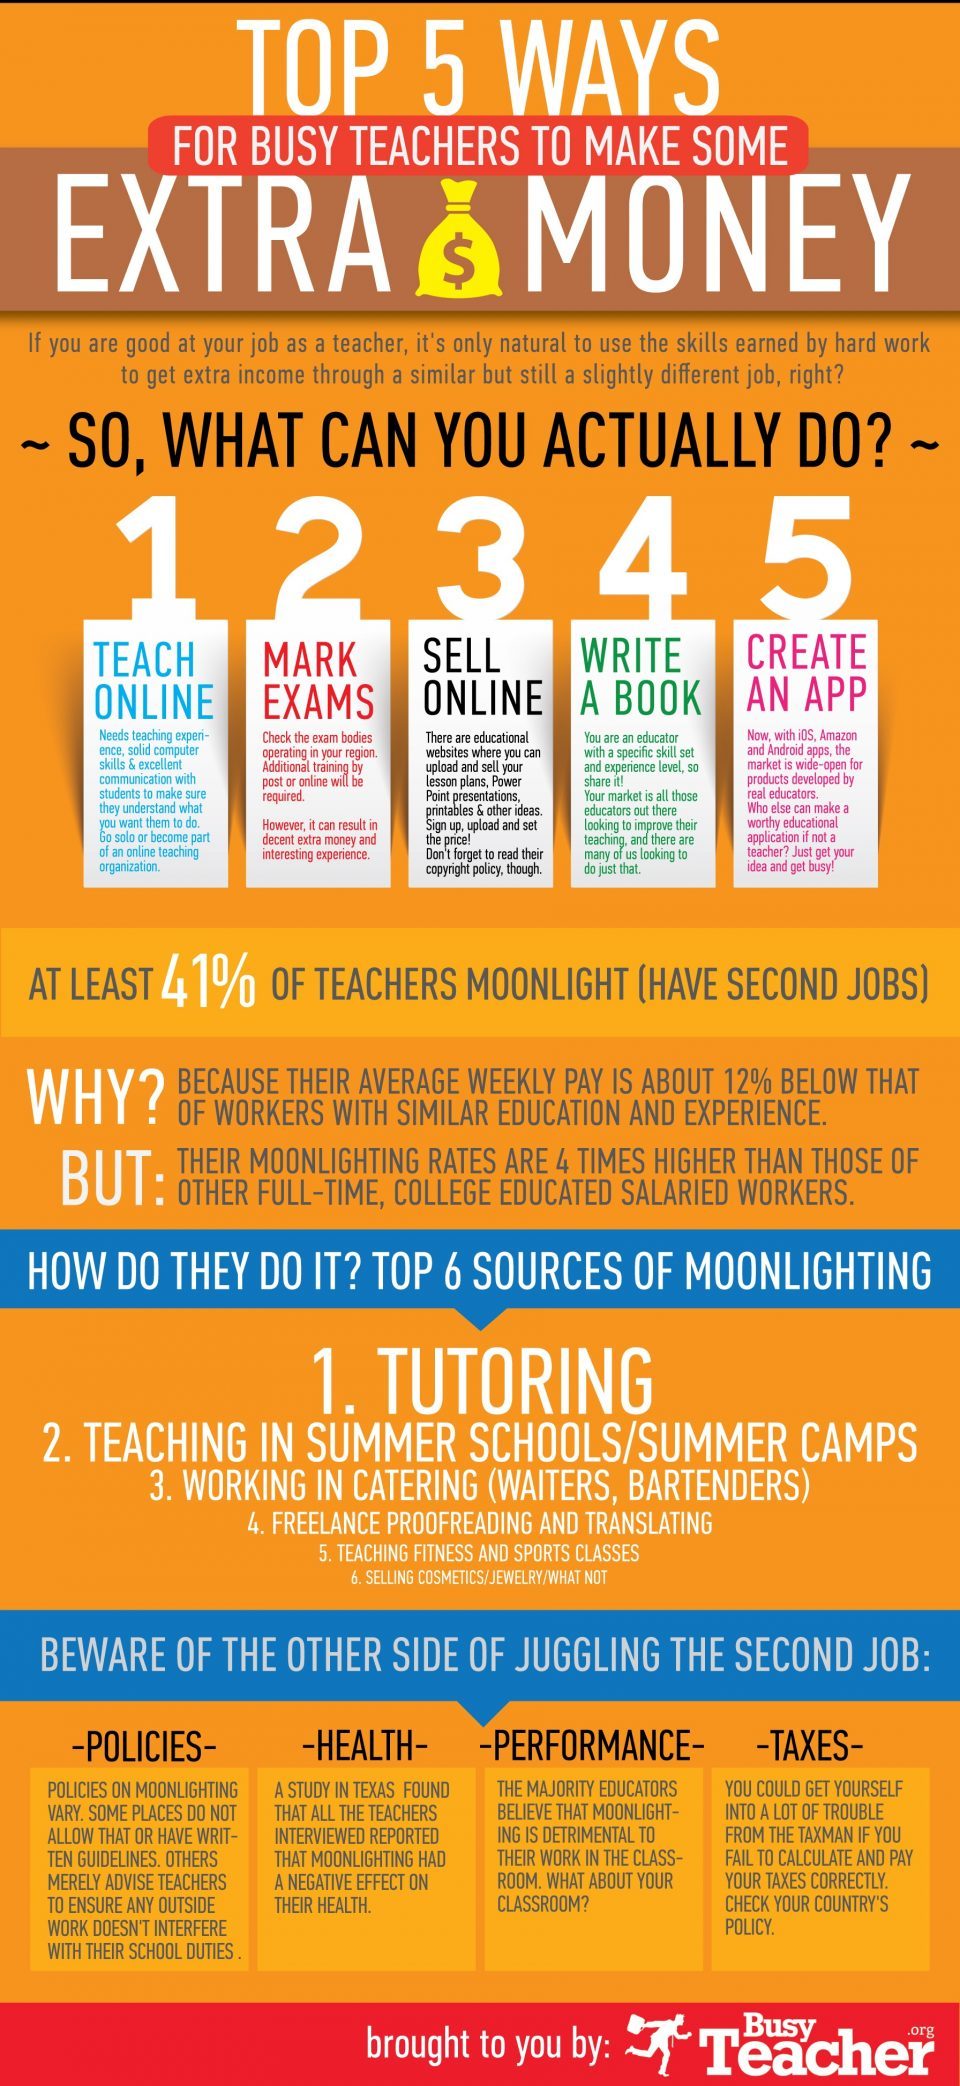 TOP 5 WAYS
FOR BUSY TEACHERS TO MAKE SOME
EXTRA $ MONEY
If you are good at your job as a teacher, it's only natural to use the skills earned by hard work
to get extra income through a similar but still a slightly different job, right?
~ SO, WHAT CAN YOU ACTUALLY DO? ~
1
TEACH
ONLINE
Needs teaching experi-
ence, solid computer
skills & excellent
communication with
students to make sure
they understand what
you want them to do.
Go solo or become part
of an online teaching
organization.
2
MARK
EXAMS
Check the exam bodies
operating in your region.
Additional training by
post or online will be
required.
However, it can result in
decent extra money and
interesting experience.
3
SELL
ONLINE
There are educational
websites where you can
upload and sell your
lesson plans, Power
Point presentations,
printables & other ideas.
Sign up, upload and set
the price!
Don't forget to read their
copyright policy, though.
4
WRITE
A BOOK
You are an educator
with a specific skill set
and experience level, so
share it!
Your market is all those
educators out there
looking to improve their
teaching, and there are
many of us looking to
do just that.
5
CREATE
AN APP
Now, with iOS, Amazon
and Android apps, the
market is wide-open for
products developed by
real educators.
Who else can make a
worthy educational
application if not a
teacher? Just get your
idea and get busy!
AT LEAST 41% OF TEACHERS MOONLIGHT (HAVE SECOND JOBS)
WHY? BECAUSE THEIR AVERAGE WEEKLY PAY IS ABOUT 12% BELOW THAT
OF WORKERS WITH SIMILAR EDUCATION AND EXPERIENCE.
BUT: THEIR MOONLIGHTING RATES ARE 4 TIMES HIGHER THAN THOSE OF
OTHER FULL-TIME, COLLEGE EDUCATED SALARIED WORKERS.
HOW DO THEY DO IT? TOP 6 SOURCES OF MOONLIGHTING
1. TUTORING
2. TEACHING IN SUMMER SCHOOLS/SUMMER CAMPS
3. WORKING IN CATERING (WAITERS, BARTENDERS)
4. FREELANCE PROOFREADING AND TRANSLATING
5. TEACHING FITNESS AND SPORTS CLASSES
6. SELLING COSMETICS/JEWELRY/WHAT NOT
BEWARE OF THE OTHER SIDE OF JUGGLING THE SECOND JOB:
-POLICIES-
POLICIES ON MOONLIGHTING
VARY. SOME PLACES DO NOT
ALLOW THAT OR HAVE WRIT-
TEN GUIDELINES. OTHERS
MERELY ADVISE TEACHERS
TO ENSURE ANY OUTSIDE
WORK DOESN'T INTERFERE
WITH THEIR SCHOOL DUTIES .
-HEALTH-
A STUDY IN TEXAS FOUND
THAT ALL THE TEACHERS
INTERVIEWED REPORTED
THAT MOONLIGHTING HAD
A NEGATIVE EFFECT ON
THEIR HEALTH.
-PERFORMANCE-
THE MAJORITY EDUCATORS
BELIEVE THAT MOONLIGHT-
ING IS DETRIMENTAL TO
THEIR WORK IN THE CLASS-
ROOM. WHAT ABOUT YOUR
CLASSROOM?
-TAXES-
YOU COULD GET YOURSELF
INTO A LOT OF TROUBLE
FROM THE TAXMAN IF YOU
FAIL TO CALCULATE AND PAY
YOUR TAXES CORRECTLY.
CHECK YOUR COUNTRY'S
POLICY.
brought to you by:
Busy
Teacher.org